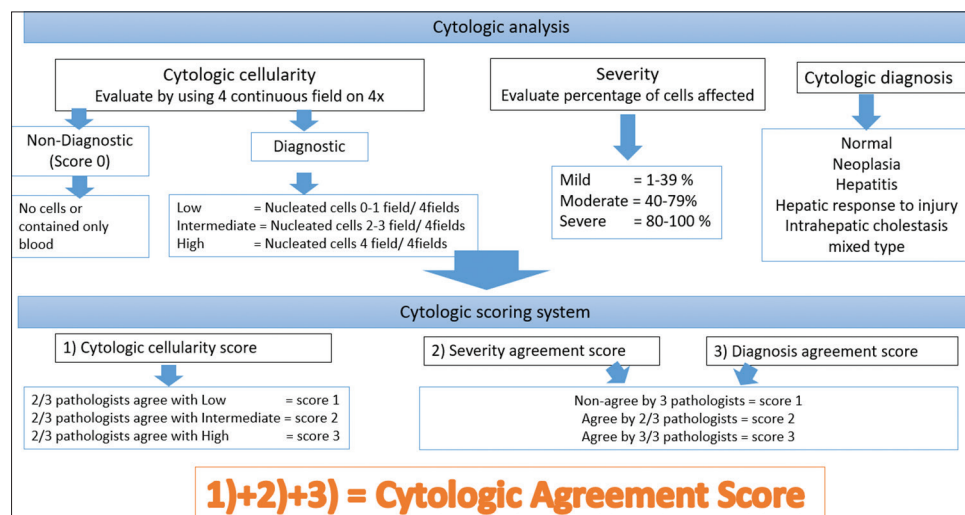 Cytologic analysis
Cytologic cellularity
Evaluate by using 4 continuous field on 4x
Non-Diagnostic
(Score 0)
Diagnostic
No cells or
contained only
blood
Low = Nucleated cells 0-1 field/ 4fields
Intermediate = Nucleated cells 2-3 field/ 4fields
High = Nucleated cells 4 field/ 4fields
Severity
Evaluate percentage of cells affected
Mild = 1-39 %
Moderate = 40-79%
Severe = 80-100 %
Cytologic diagnosis
Normal
Neoplasia
Hepatitis
Hepatic response to injury
Intrahepatic cholestasis
mixed type
Cytologic scoring system
1) Cytologic cellularity score
2/3 pathologists agree with Low = score 1
2/3 pathologists agree with Intermediate = score 2
2/3 pathologists agree with High = score 3
2) Severity agreement score
3) Diagnosis agreement score
Non-agree by 3 pathologists = score 1
Agree by 2/3 pathologists = score 2
Agree by 3/3 pathologists = score 3
1)+2)+3) = Cytologic Agreement Score